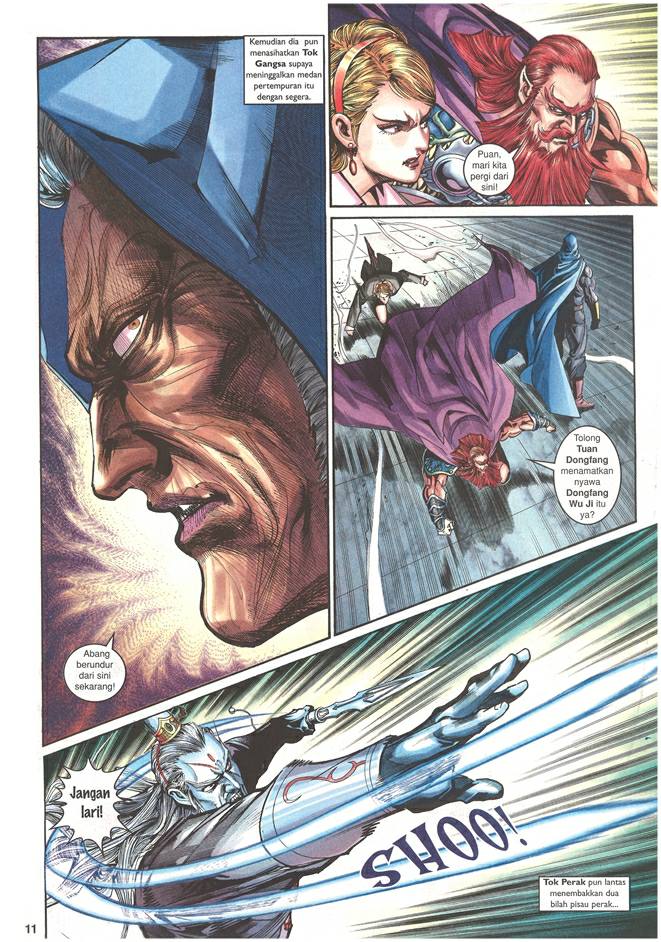 Kemudian dia pun
menasihatkan Tok
Gangsa supaya
meninggalkan medan
pertempuran itu
dengan segera.
Puan,
mari kita
pergi dari
sini!
Tolong
Tuan
Dongfang
menamatkan
nyawa
Dongfang
Wu Ji itu
ya?
Abang
berundur
dari sini
sekarang!
Jangan
lari!
SHOO!
Tok Perak pun lantas
menembakkan dua
bilah pisau perak...
11